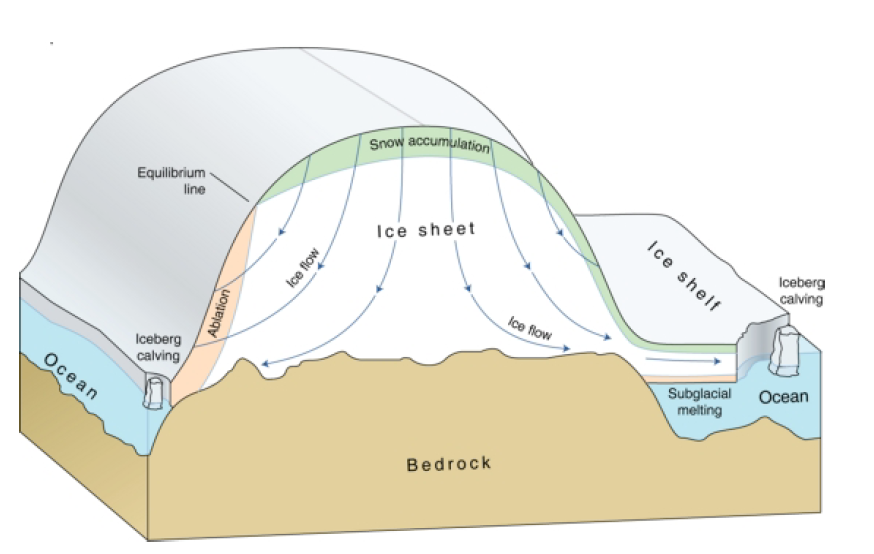 Snow accumulation
Equilibrium
line
Ice sheet
Ice flow
Ablation
Ice shelf
Iceberg
calving
Iceberg
calving
Ice flow
Ocean
Subglacial
melting
Ocean
Bedrock